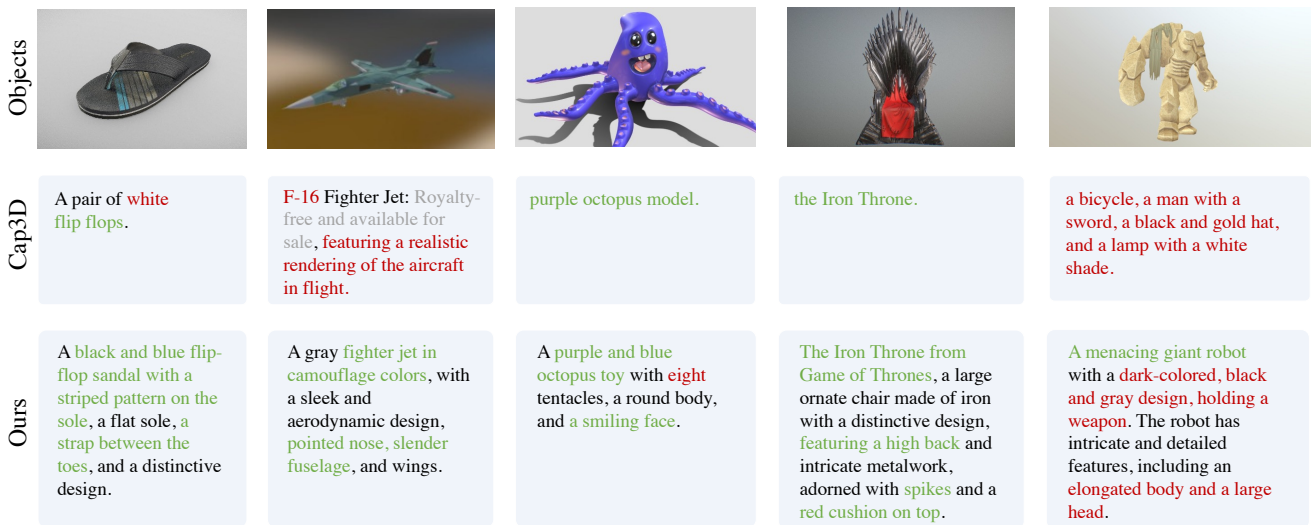 Objects
Cap3D
A pair of white
flip flops.
F-16 Fighter Jet: Royalty-
free and available for
sale, featuring a realistic
rendering of the aircraft
in flight.
purple octopus model.
the Iron Throne.
a bicycle, a man with a
sword, a black and gold hat,
and a lamp with a white
shade.
Ours
A black and blue flip-
flop sandal with a
striped pattern on the
sole, a flat sole, a
strap between the
toes, and a distinctive
design.
A gray fighter jet in
camouflage colors, with
a sleek and
aerodynamic design,
pointed nose, slender
fuselage, and wings.
A purple and blue
octopus toy with eight
tentacles, a round body,
and a smiling face.
The Iron Throne from
Game of Thrones, a large
ornate chair made of iron
with a distinctive design,
featuring a high back and
intricate metalwork,
adorned with spikes and a
red cushion on top.
A menacing giant robot
with a dark-colored, black
and gray design, holding a
weapon. The robot has
intricate and detailed
features, including an
elongated body and a large
head.